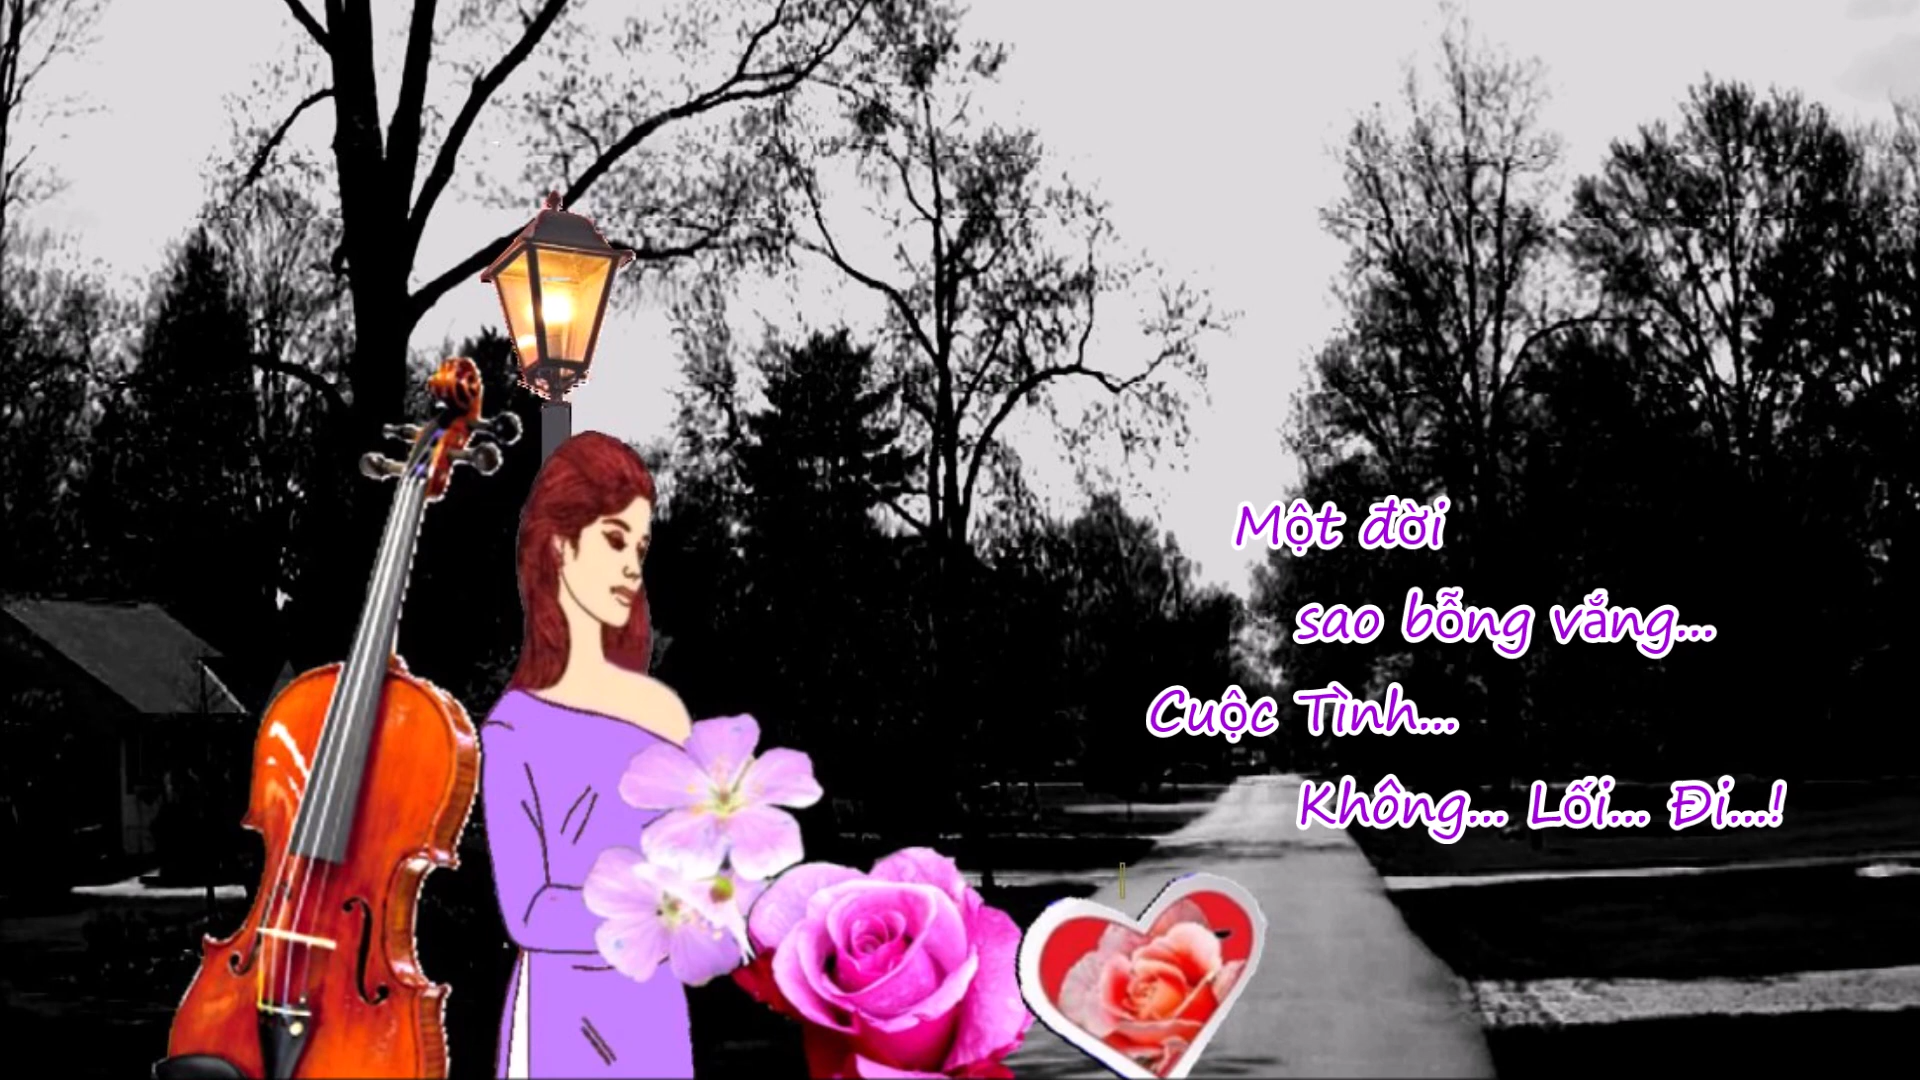 Một đời
sao bỗng vắng...
Cuộc Tình...
Không... Lối... Đi...!